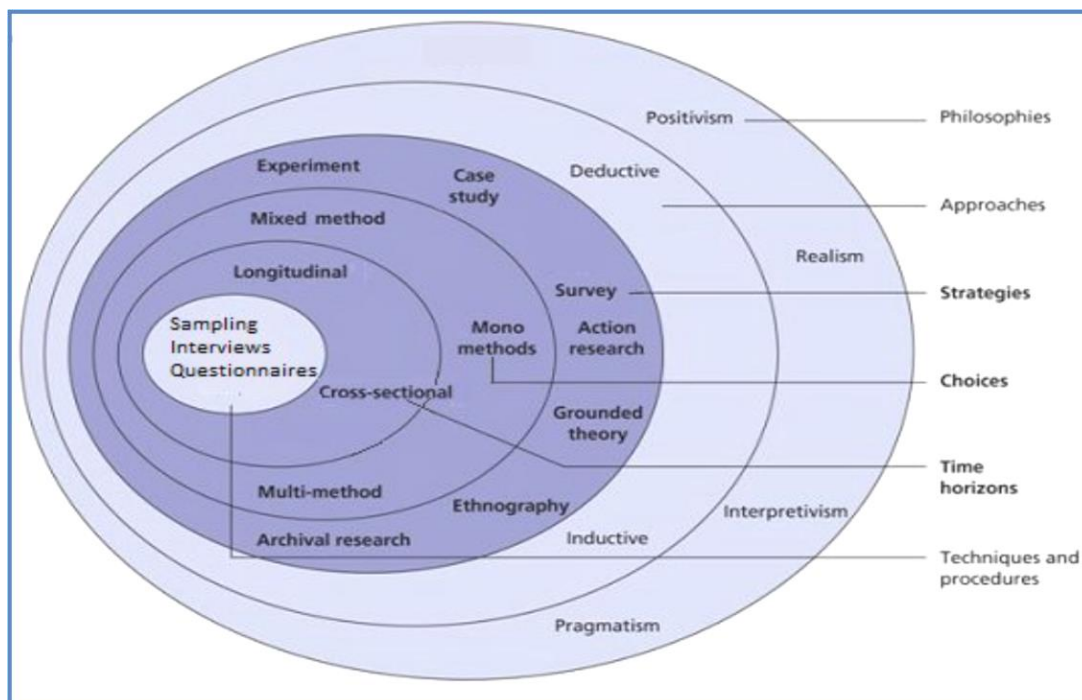 Positivism
Philosophies
Experiment
Case
study
Deductive
Approaches
Mixed method
Realism
Longitudinal
Survey
Strategies
Sampling
Interviews
Questionnaires
Mono
methods
Action
research
Choices
Cross-sectional
Grounded
theory
Time
horizons
Multi-method
Ethnography
Interpretivism
Archival research
Inductive
Techniques and
procedures
Pragmatism